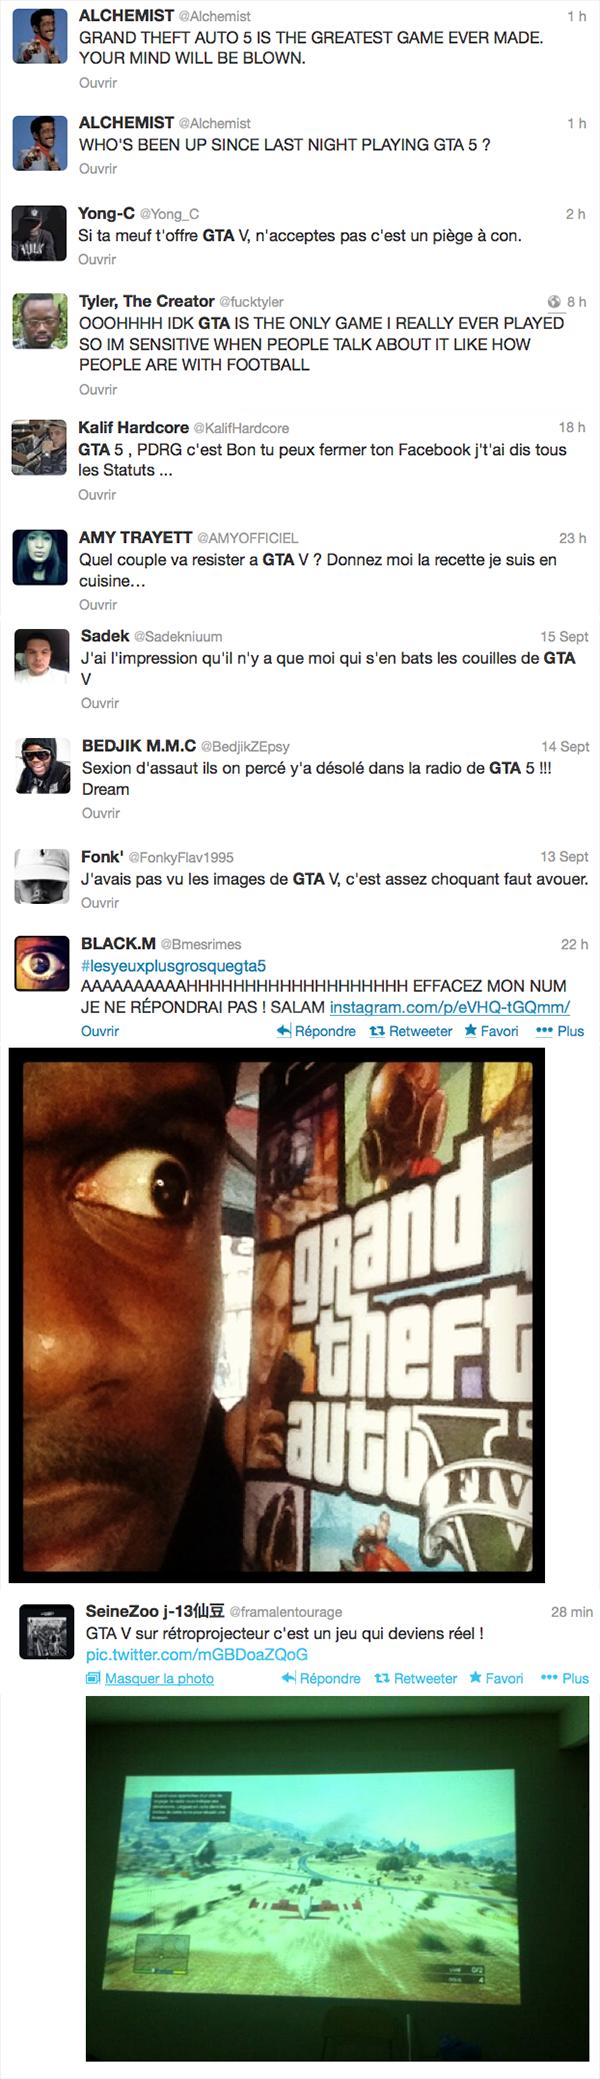 ALCHEMIST @Alchemist 1 h
GRAND THEFT AUTO 5 IS THE GREATEST GAME EVER MADE.
YOUR MIND WILL BE BLOWN.
Ouvrir
ALCHEMIST @Alchemist 1 h
WHO'S BEEN UP SINCE LAST NIGHT PLAYING GTA 5 ?
Ouvrir
Yong-C @Yong_C 2 h
Si ta meuf t'offre GTA V, n'acceptes pas c'est un piège à con.
Ouvrir
Tyler, The Creator @fucktyler 8 h
OOOHHHH IDK GTA IS THE ONLY GAME I REALLY EVER PLAYED
SO IM SENSITIVE WHEN PEOPLE TALK ABOUT IT LIKE HOW
PEOPLE ARE WITH FOOTBALL
Ouvrir
Kalif Hardcore @KalifHardcore 18 h
GTA 5 , PDRG c'est Bon tu peux fermer ton Facebook j't'ai dis tous
les Statuts ...
Ouvrir
AMY TRAYETT @AMYOFFICIEL 23 h
Quel couple va resister a GTA V ? Donnez moi la recette je suis en
cuisine…
Ouvrir
Sadek @Sadekniuum 15 Sept
J'ai l'impression qu'il n'y a que moi qui s'en bats les couilles de GTA
V
Ouvrir
BEDJIK M.M.C @BedjikZEpsy 14 Sept
Sexion d'assaut ils on percé y'a désolé dans la radio de GTA 5 !!!
Dream
Ouvrir
Fonk' @FonkyFlav1995 13 Sept
J'avais pas vu les images de GTA V, c'est assez choquant faut avouer.
Ouvrir
BLACK.M @Bmesrimes 22 h
#lesyeuxplusgrosquegta5
AAAAAAAAAAHHHHHHHHHHHHHHHHHHH EFFACEZ MON NUM
JE NE RÉPONDRAI PAS ! SALAM instagram.com/p/eVHQ-tGQmm/
Ouvrir Répondre Retweeter Favori Plus
grand
theft
auto
FIV
SeineZoo j-13仙豆 @framalentourage 28 min
GTA V sur rétroprojecteur c'est un jeu qui deviens réel !
pic.twitter.com/mGBDoaZQoG
Masquer la photo Répondre Retweeter Favori Plus